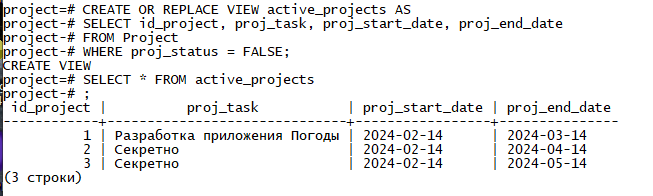 project=# CREATE OR REPLACE VIEW active_projects AS
project-# SELECT id_project, proj_task, proj_start_date, proj_end_date
project-# FROM Project
project-# WHERE proj_status = FALSE;
CREATE VIEW
project=# SELECT * FROM active_projects
project-# ;
 id_project |         proj_task          | proj_start_date | proj_end_date
------------+----------------------------+-----------------+---------------
          1 | Разработка приложения Погоды | 2024-02-14      | 2024-03-14
          2 | Секретно                   | 2024-02-14      | 2024-04-14
          3 | Секретно                   | 2024-02-14      | 2024-05-14
(3 строки)